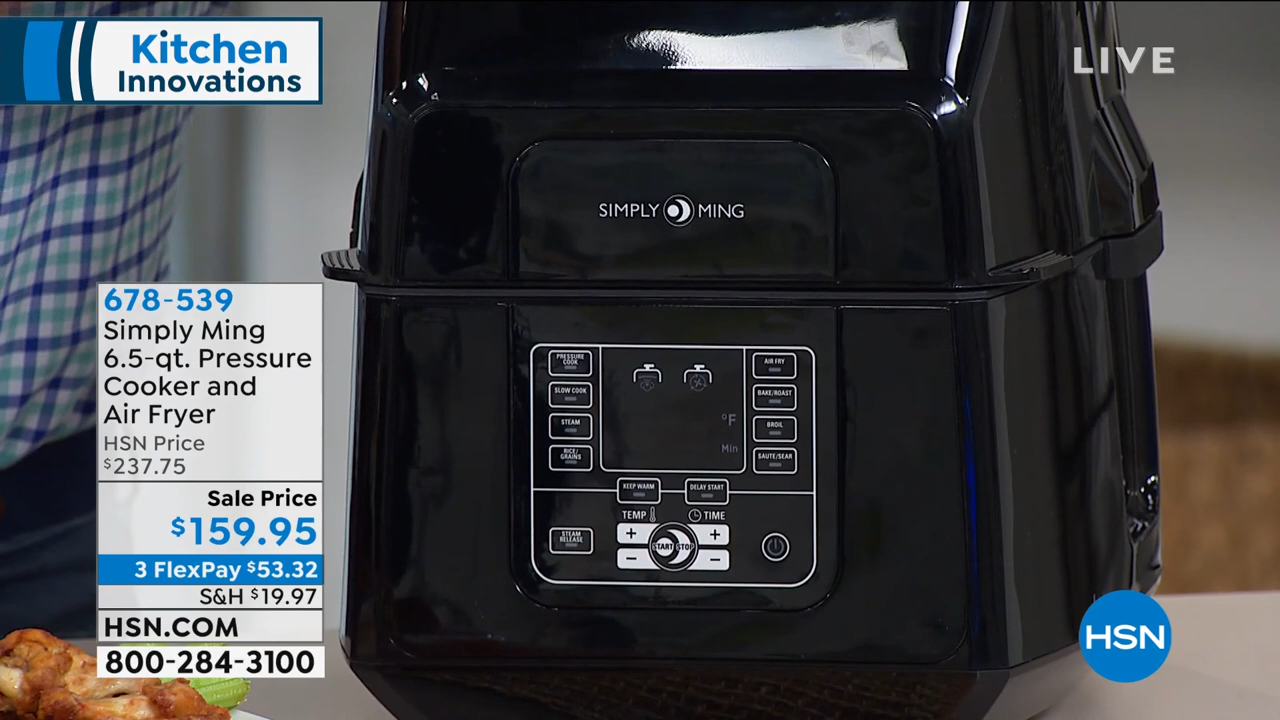 Kitchen
Innovations
LIVE
SIMPLY MING
678-539
Simply Ming
6.5-qt. Pressure
Cooker and
Air Fryer
HSN Price
$237.75
Sale Price
$159.95
3 FlexPay $53.32
S&H $19.97
HSN.COM
800-284-3100
PRESSURE
COOK
SLOW COOK
STEAM
RICE/
GRAINS
°F
Min
AIR FRY
BAKE/ROAST
BROIL
SAUTE/SEAR
KEEP WARM
DELAY START
TEMP
TIME
STEAM
RELEASE
+
START STOP
+
−
−
HSN